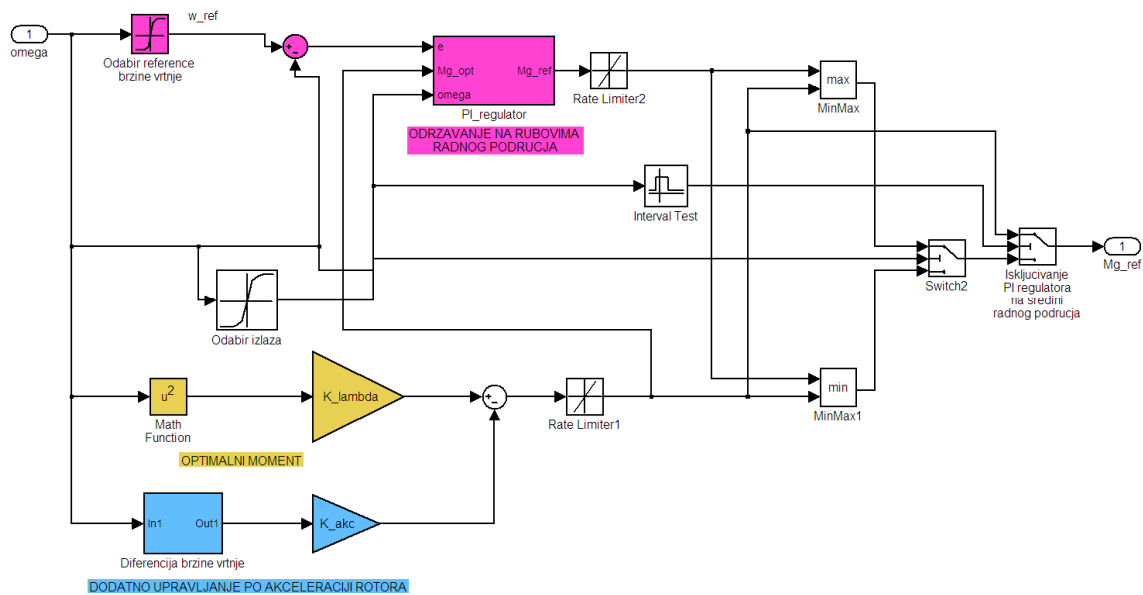 1
omega
Odabir reference
brzine vrtnje
w_ref
e
Mg_opt
omega
Mg_ref
PI_regulator
ODRZAVANJE NA RUBOVIMA
RADNOG PODRUCJA
Rate Limiter2
max
MinMax
Interval Test
Switch2
Iskljucivanje
PI regulatora
na sredini
radnog podrucja
1
Mg_ref
Odabir izlaza
u2
Math
Function
K_lambda
OPTIMALNI MOMENT
Rate Limiter1
min
MinMax1
In1
Out1
Diferencija brzine vrtnje
K_akc
DODATNO UPRAVLJANJE PO AKCELERACIJI ROTORA